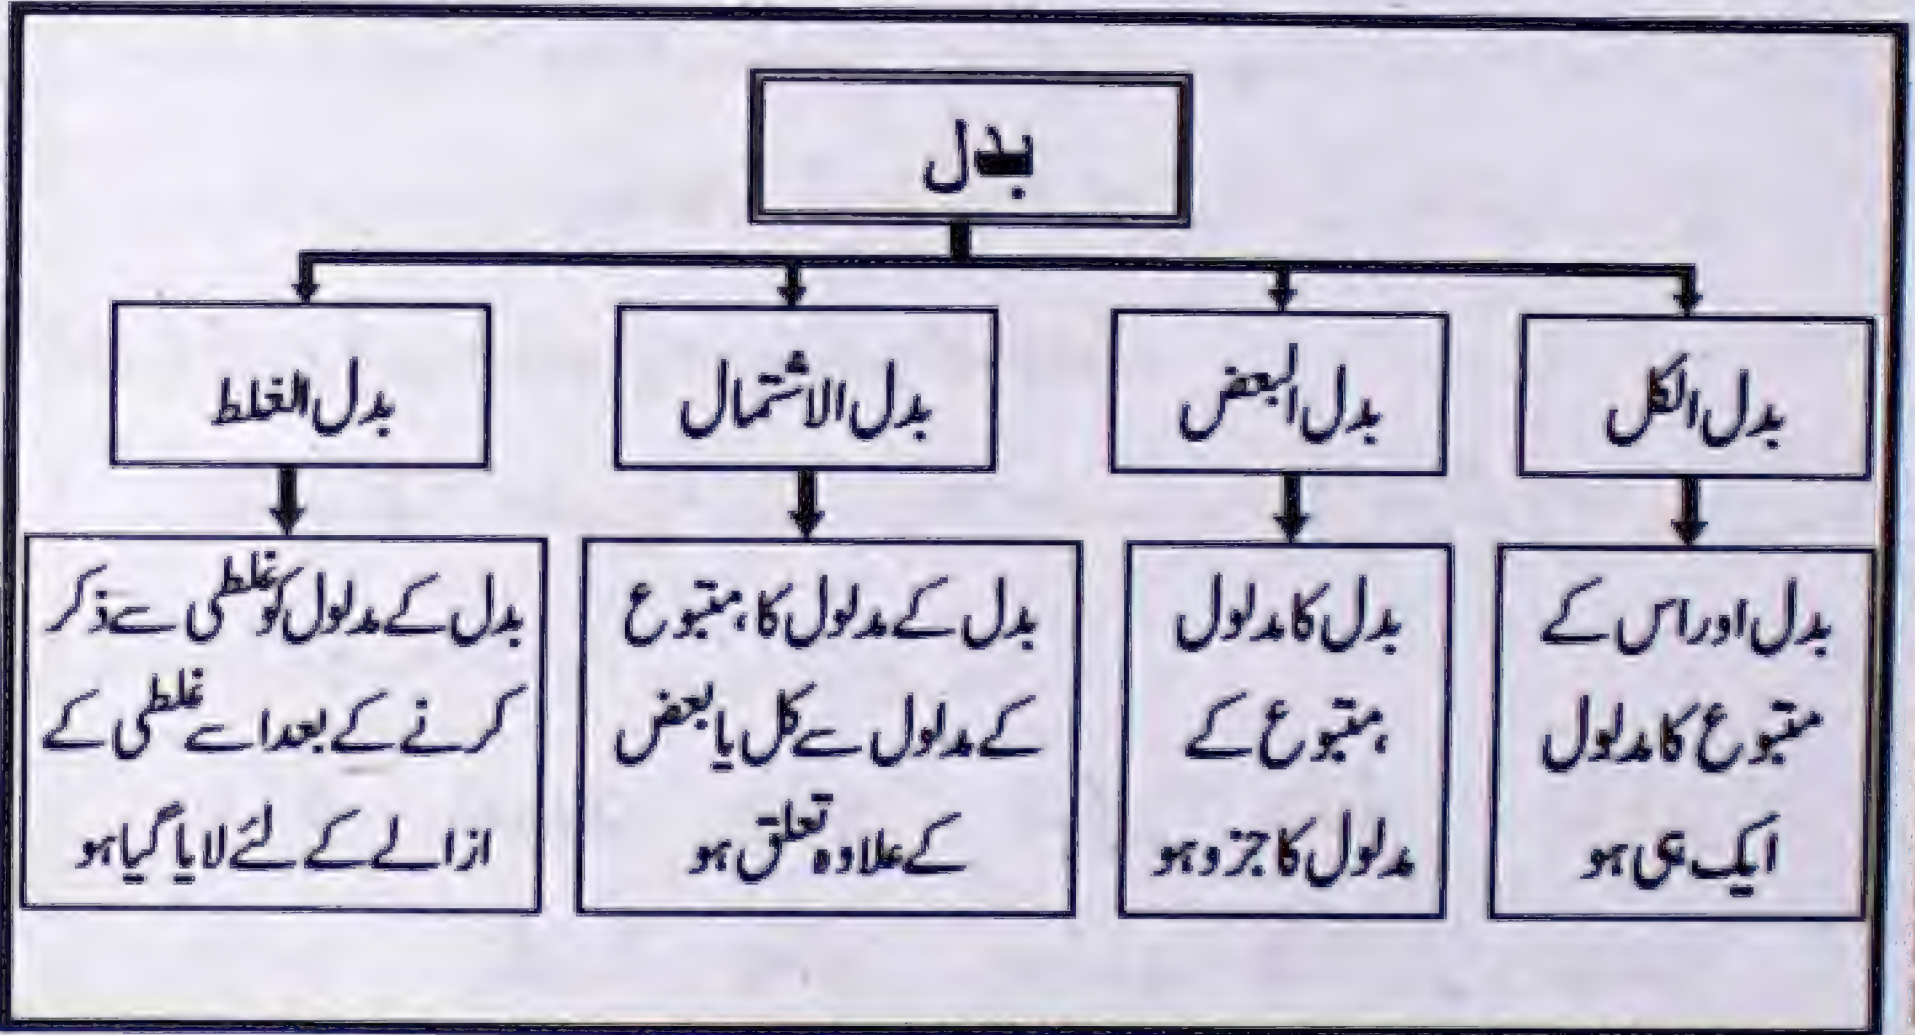 بدل
بدل الکل
بدل البعض
بدل الاشتمال
بدل الغلط
بدل اور اس کے
متبوع کا مدلول
ایک ہی ہو
بدل کا مدلول
،متبوع کے
مدلول کا جزو ہو
بدل کے مدلول کا ،متبوع
کے مدلول سے کل یا بعض
کے علاوہ تعلق ہو
بدل کے مدلول کو غلطی سے ذکر
کرنے کے بعد اسے غلطی کے
ازالے کے لئے لایا گیا ہو